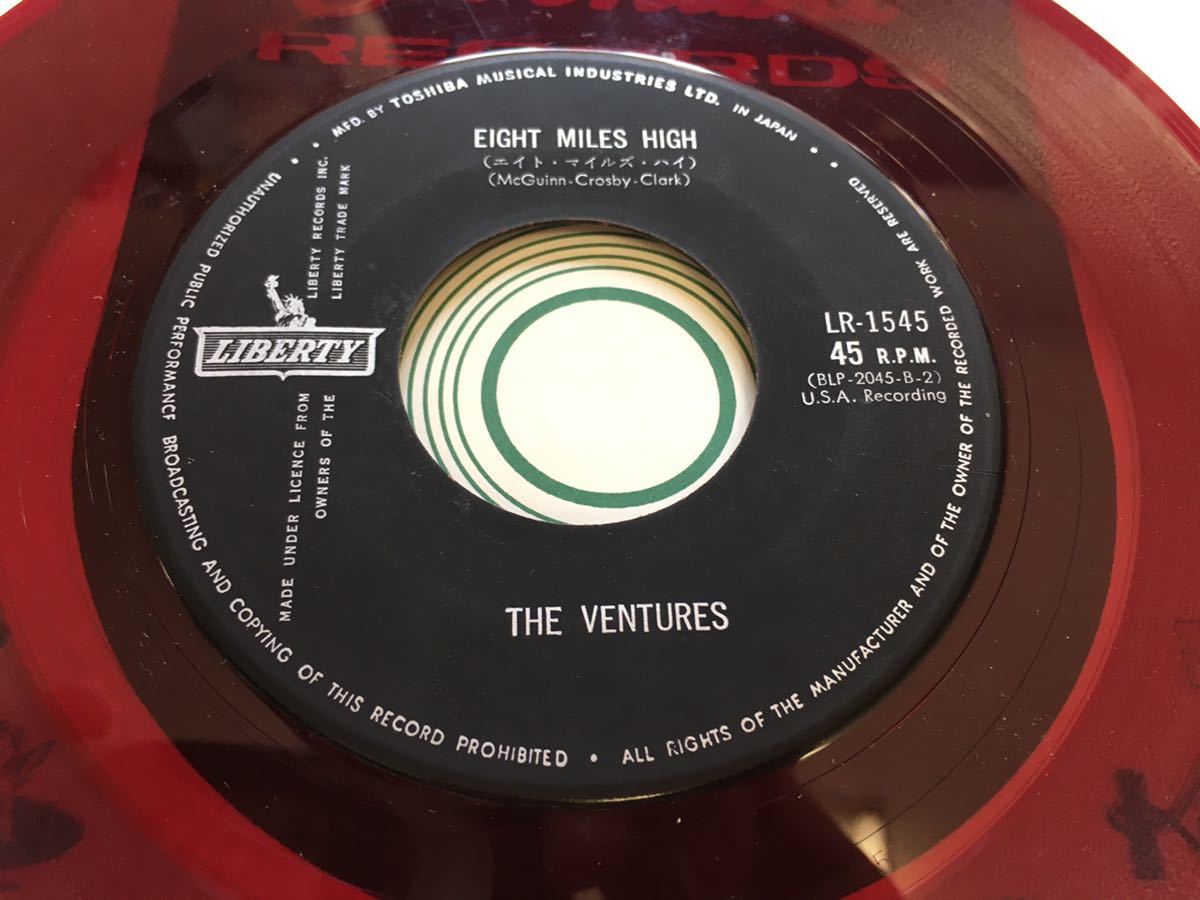 RECORDS
MFD. BY TOSHIBA MUSICAL INDUSTRIES LTD. IN JAPAN
EIGHT MILES HIGH
(エイト・マイルズ・ハイ)
(McGuinn-Crosby-Clark)
LIBERTY RECORDS INC.
LIBERTY TRADE MARK
LIBERTY
MADE UNDER LICENCE FROM
OWNERS OF THE
LR-1545
45 R.P.M.
(BLP-2045-B-2)
U.S.A. Recording
THE VENTURES
UNAUTHORIZED PUBLIC PERFORMANCE BROADCASTING AND COPYING OF THIS RECORD PROHIBITED • ALL RIGHTS OF THE MANUFACTURER AND OF THE OWNER OF THE RECORDED WORK ARE RESERVED